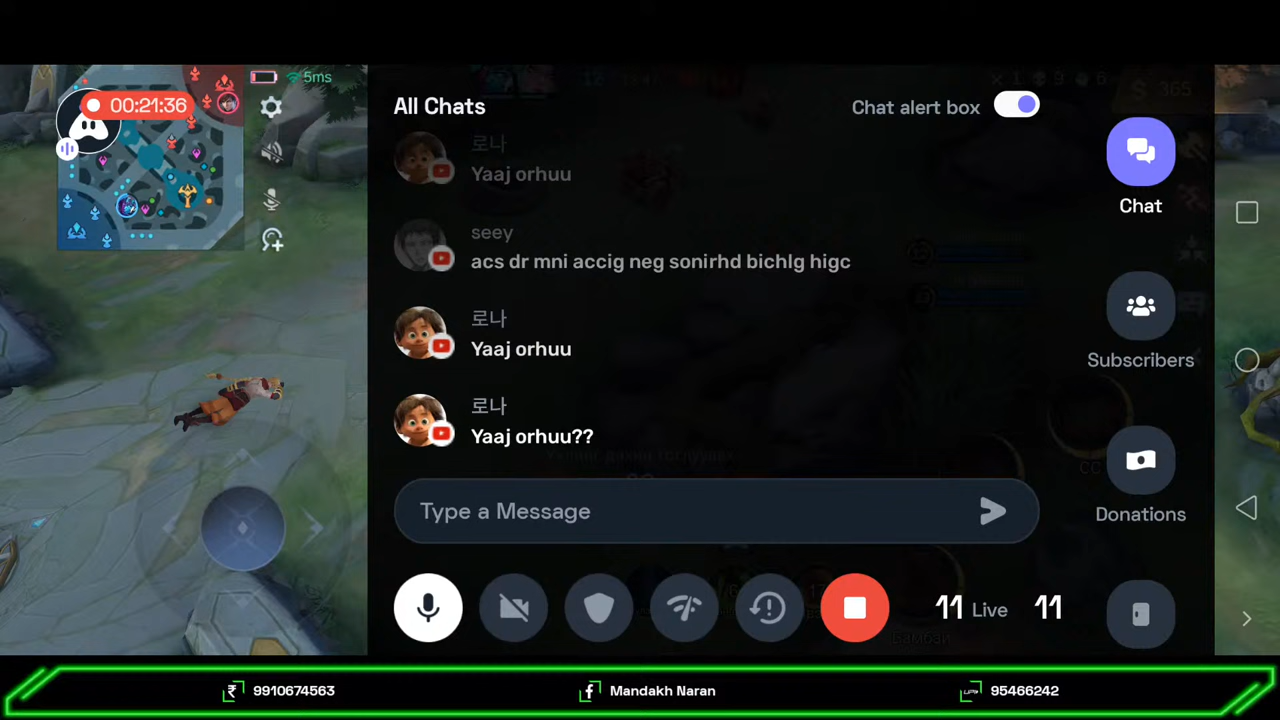 5ms
00:21:36
All Chats
Chat alert box
365
로나
Yaaj orhuu
Chat
seey
acs dr mni accig neg sonirhd bichlg higc
로나
Yaaj orhuu
Subscribers
로나
Yaaj orhuu??
Type a Message
Donations
11 Live 11
₹ 9910674563
f Mandakh Naran
UPI 95466242